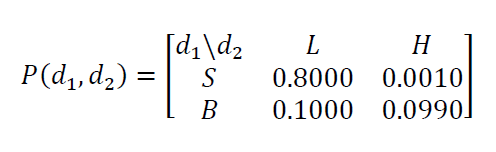 d₁\d₂ L H
P(d₁, d₂) = S 0.8000 0.0010
B 0.1000 0.0990